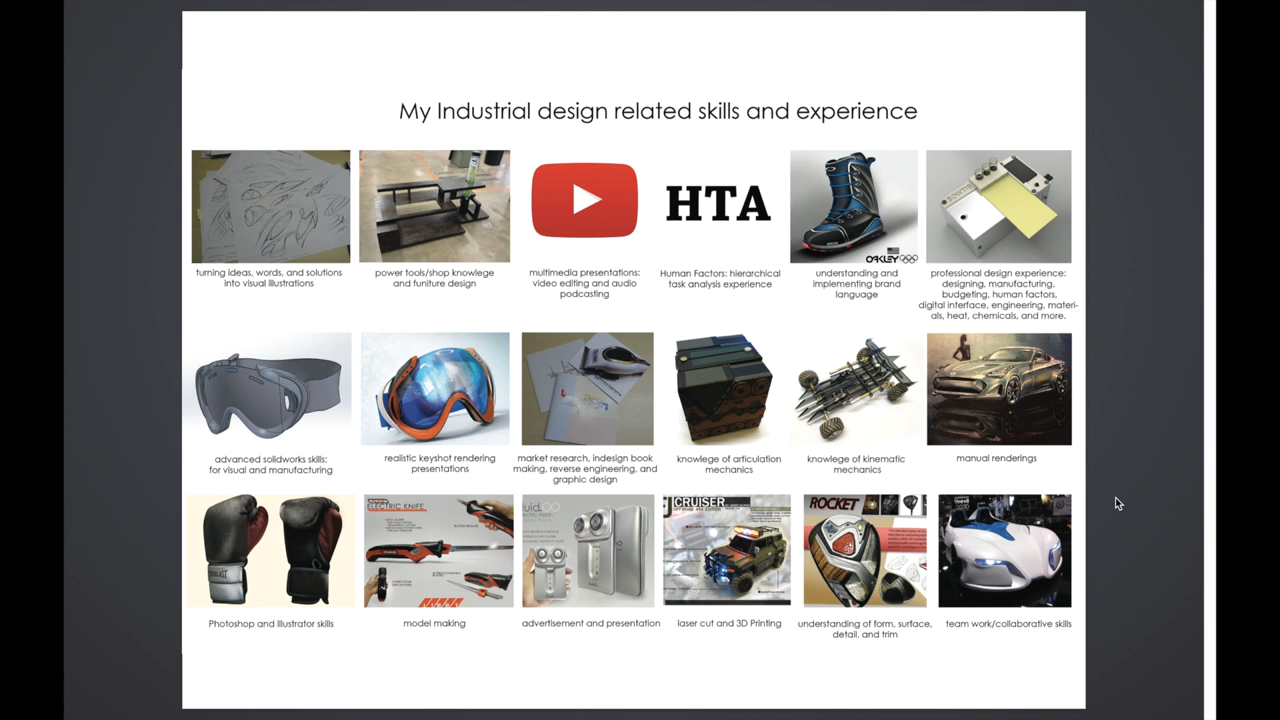 My Industrial design related skills and experience
HTA
OAKLEY
turning ideas, words, and solutions
into visual illustrations
power tools/shop knowlege
and funiture design
multimedia presentations:
video editing and audio
podcasting
Human Factors: hierarchical
task analysis experience
understanding and
implementing brand
language
professional design experience:
designing, manufacturing,
budgeting, human factors,
digital interface, engineering, materi-
als, heat, chemicals, and more.
advanced solidworks skills:
for visual and manufacturing
realistic keyshot rendering
presentations
market research, indesign book
making, reverse engineering, and
graphic design
knowlege of articulation
mechanics
knowlege of kinematic
mechanics
manual renderings
EVERLAST
ELECTRIC KNIFE
CRUISER
OFF ROAD 4X4 EDITION
ROCKET
Photoshop and Illustrator skills
model making
advertisement and presentation
laser cut and 3D Printing
understanding of form, surface,
detail, and trim
team work/collaborative skills